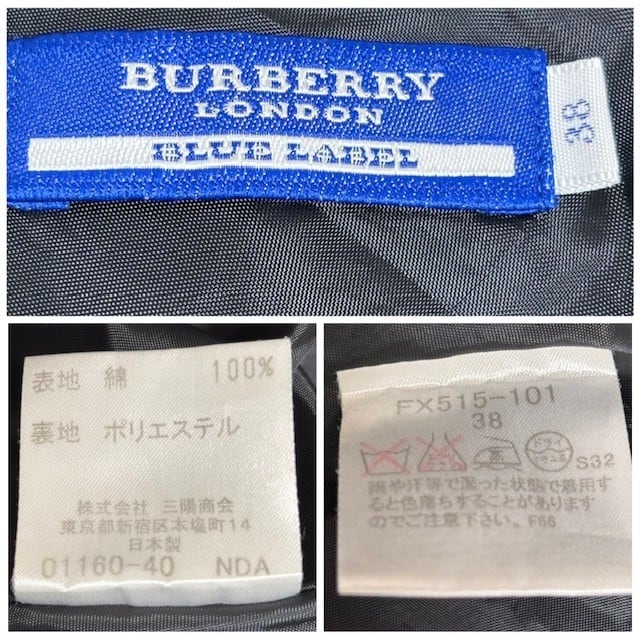 BURBERRY
LONDON
BLUE LABEL
38
表地 綿 100%
裏地 ポリエステル
株式会社 三陽商会
東京都新宿区本塩町14
日本製
01160-40 NDA
FX515-101
38
ドライ
S32
雨や汗等で湿った状態で着用す
ると色落ちすることがあります
のでご注意下さい。F66